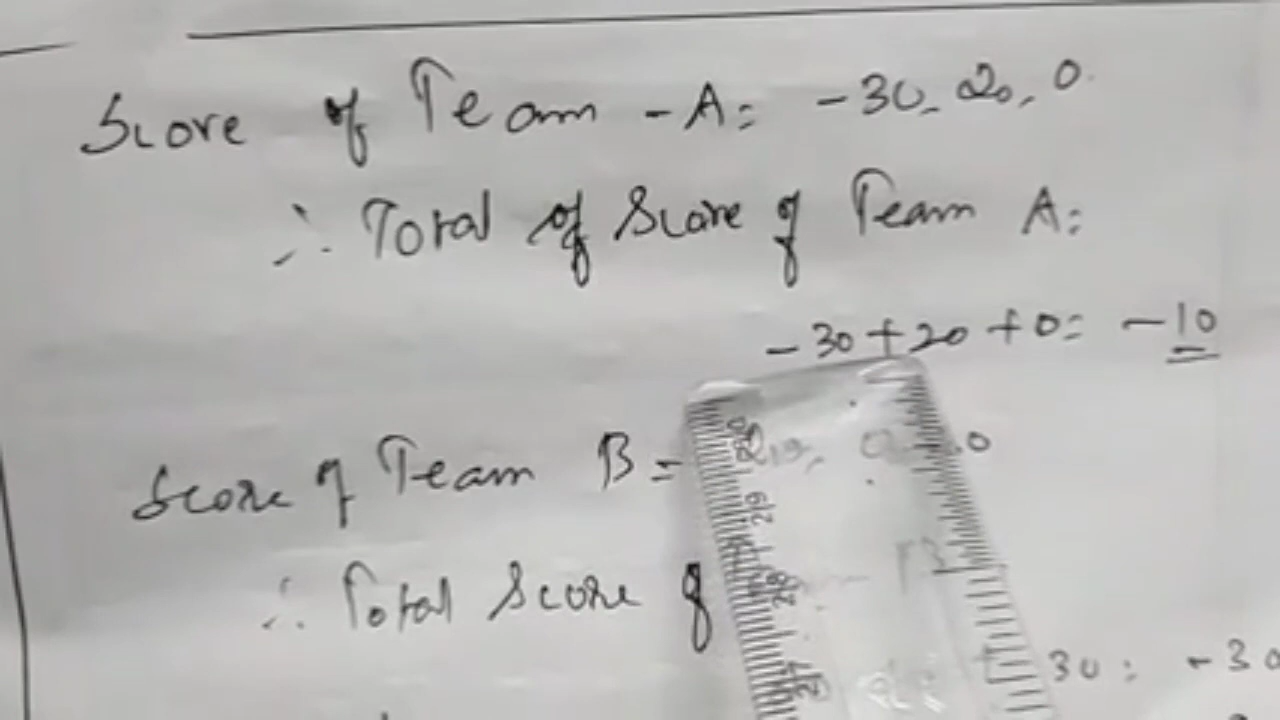 Score of Team - A = -30, 20, 0.
∴ Total of Score of Team A =
-30 + 20 + 0 = -10
Score of Team B =
∴ Total Score of
30 = -30